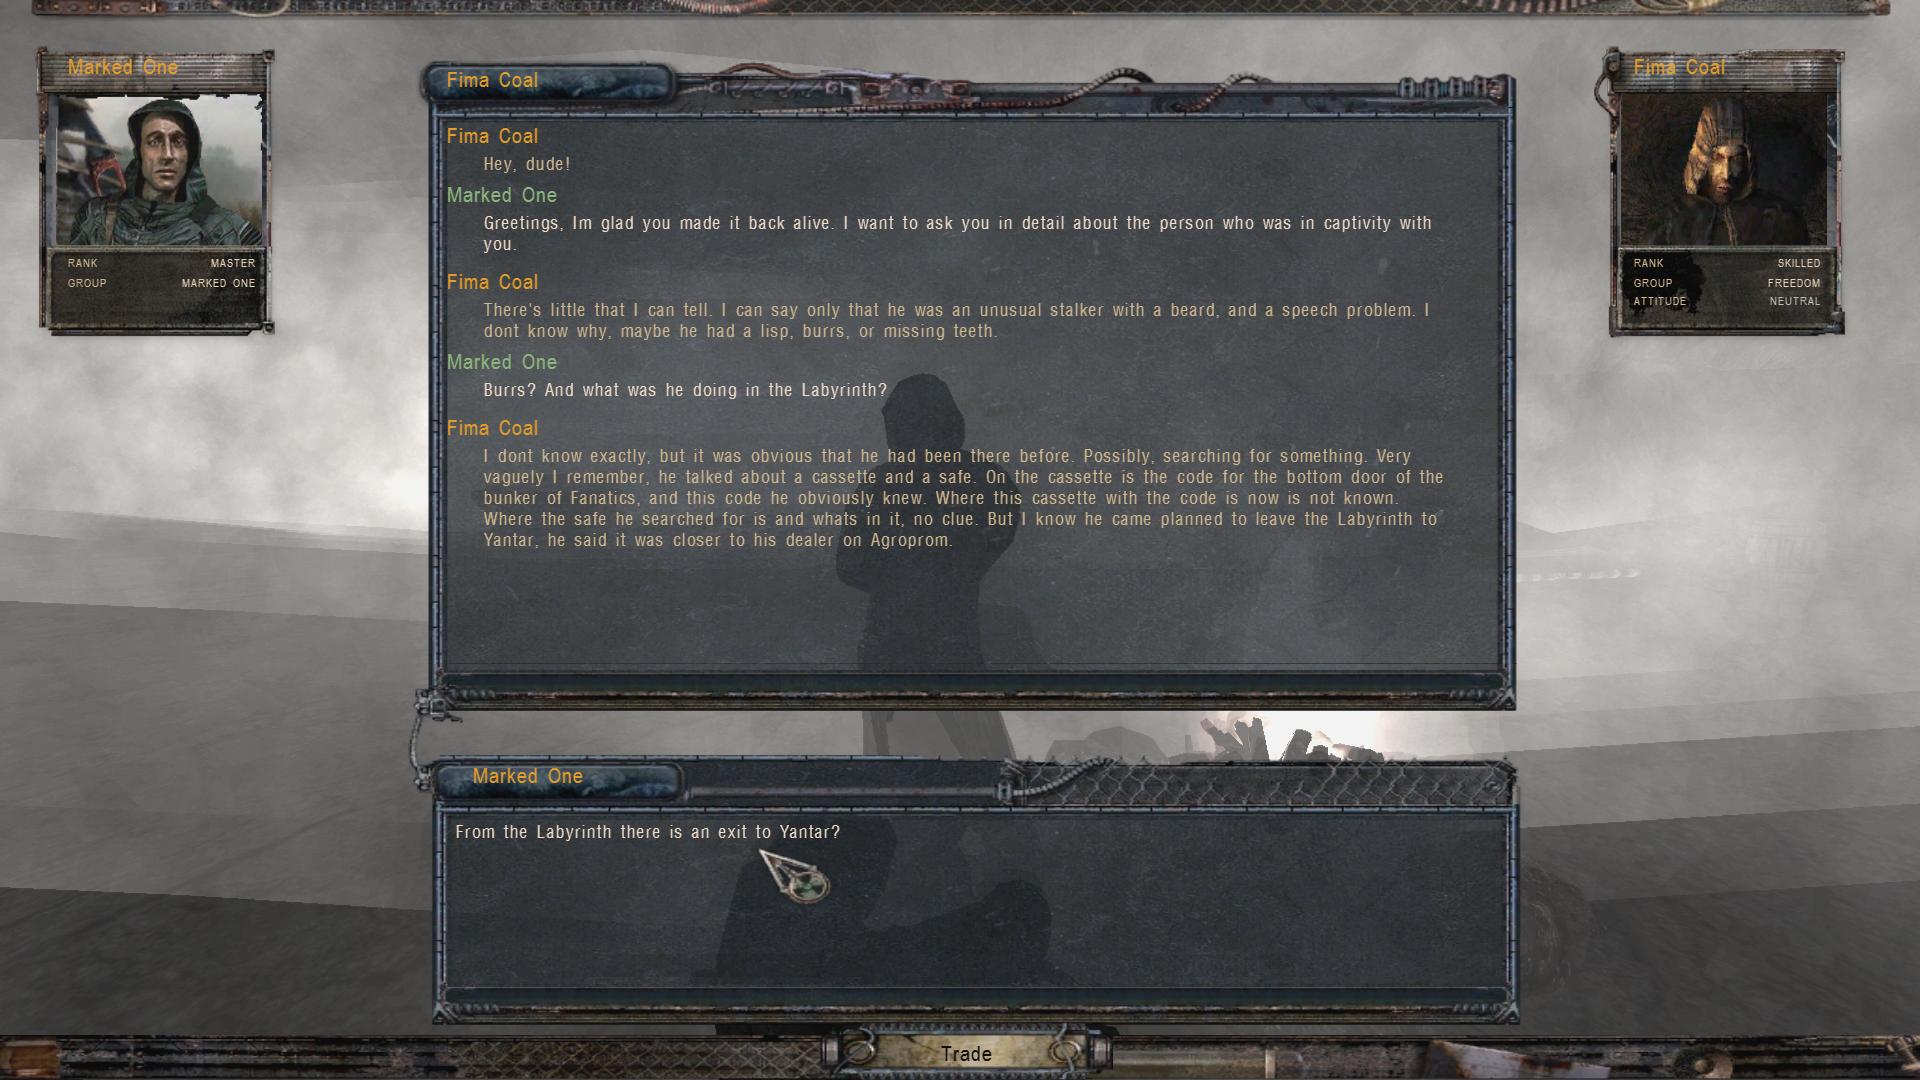 Marked One
RANK MASTER
GROUP MARKED ONE
Fima Coal
Fima Coal
Hey, dude!
Marked One
Greetings, Im glad you made it back alive. I want to ask you in detail about the person who was in captivity with
you.
Fima Coal
There's little that I can tell. I can say only that he was an unusual stalker with a beard, and a speech problem. I
dont know why, maybe he had a lisp, burrs, or missing teeth.
Marked One
Burrs? And what was he doing in the Labyrinth?
Fima Coal
I dont know exactly, but it was obvious that he had been there before. Possibly, searching for something. Very
vaguely I remember, he talked about a cassette and a safe. On the cassette is the code for the bottom door of the
bunker of Fanatics, and this code he obviously knew. Where this cassette with the code is now is not known.
Where the safe he searched for is and whats in it, no clue. But I know he came planned to leave the Labyrinth to
Yantar, he said it was closer to his dealer on Agroprom.
Fima Coal
RANK SKILLED
GROUP FREEDOM
ATTITUDE NEUTRAL
Marked One
From the Labyrinth there is an exit to Yantar?
Trade